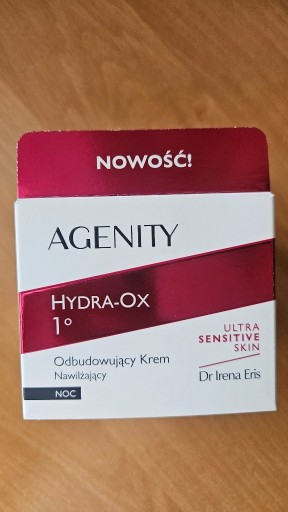 NOWOŚĆ!
AGENITY
HYDRA-OX
1°
ULTRA
SENSITIVE
SKIN
Odbudowujący Krem
Nawilżający
Dr Irena Eris
NOC